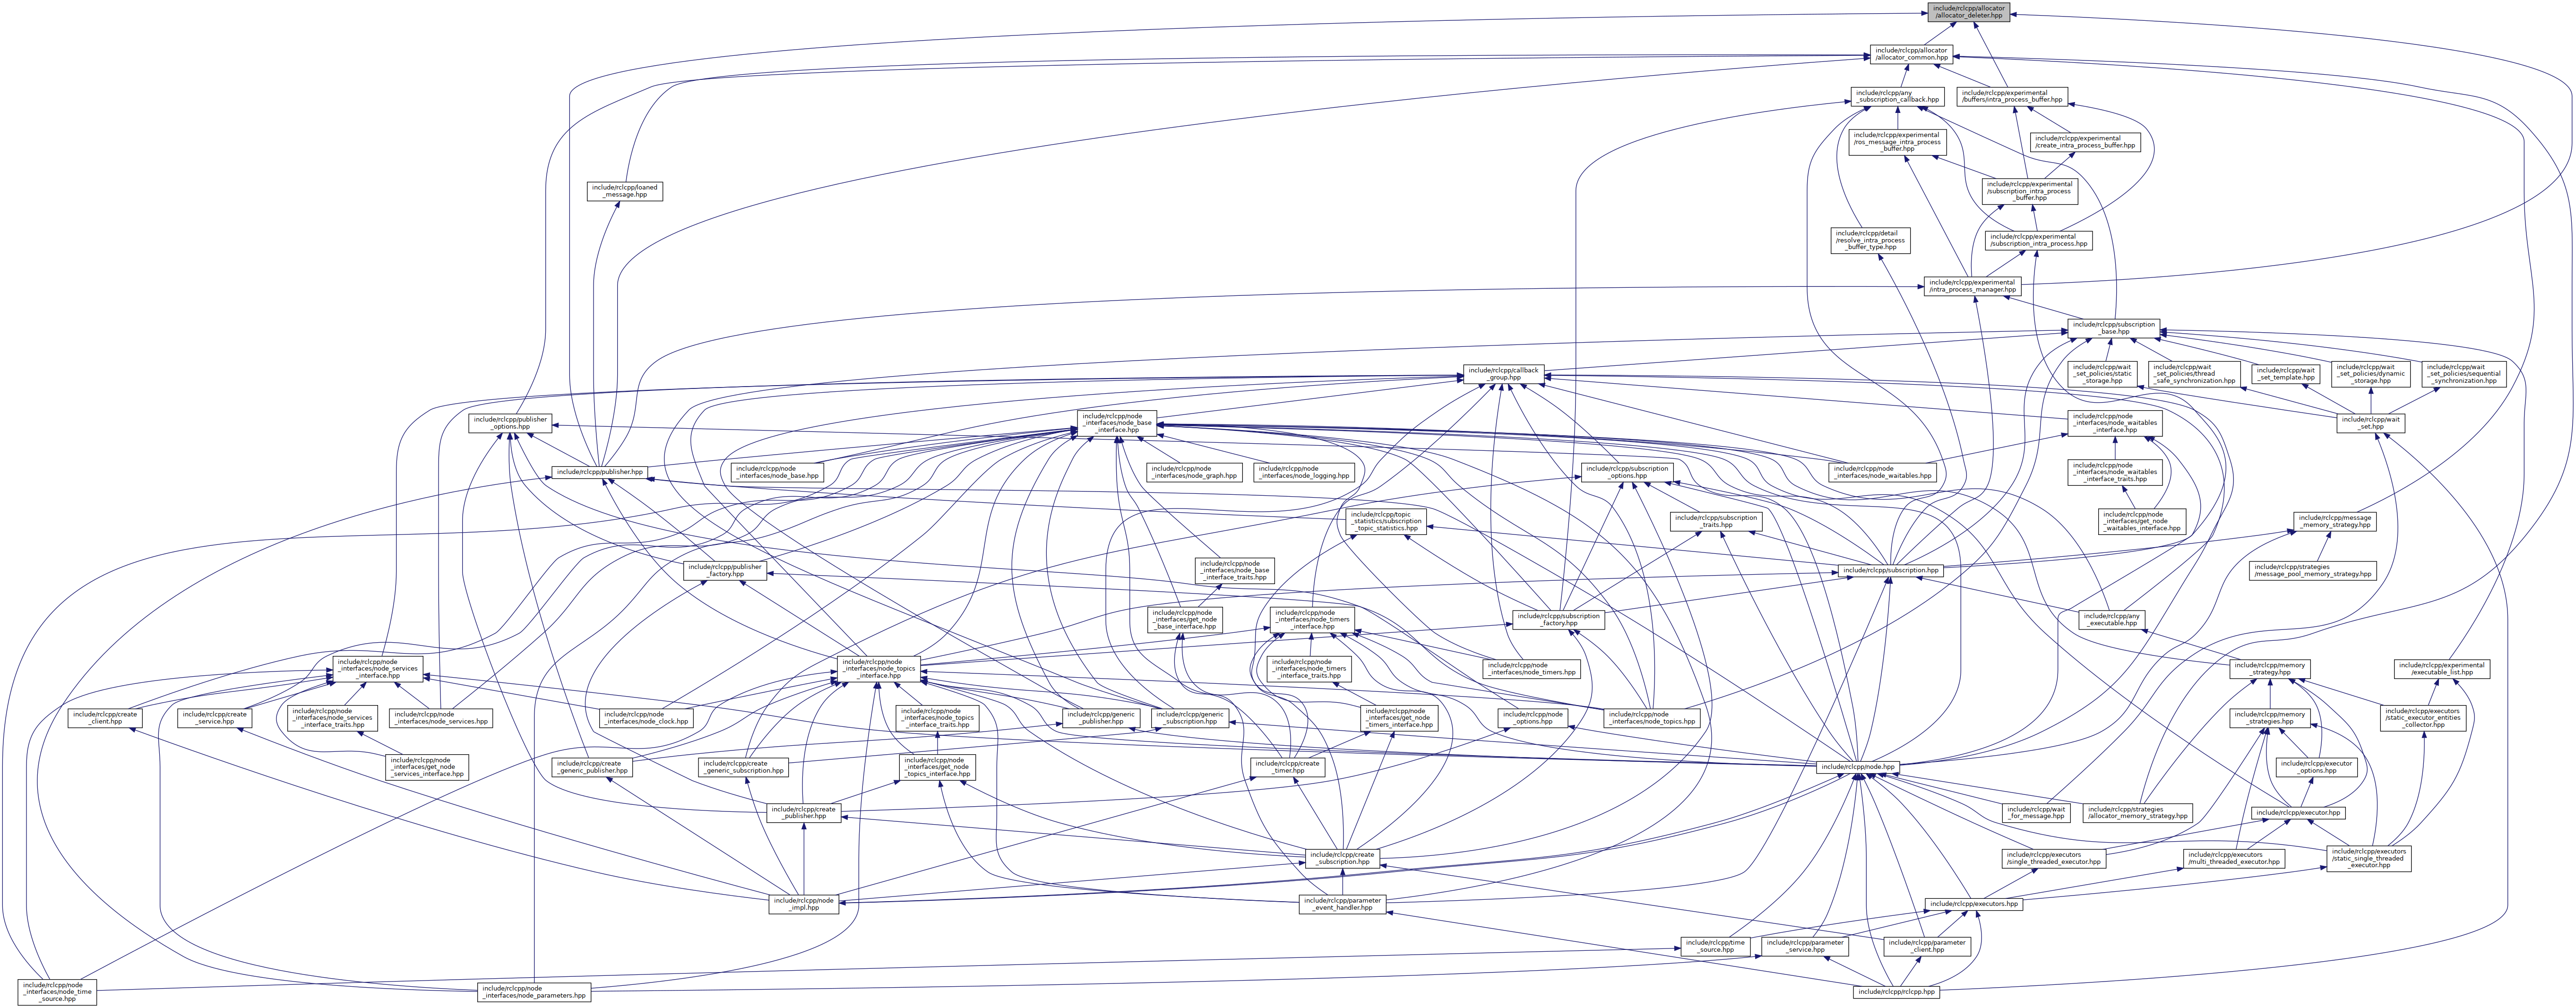 include/rclcpp/allocator
/allocator_deleter.hpp
include/rclcpp/allocator
/allocator_common.hpp
include/rclcpp/any
_subscription_callback.hpp
include/rclcpp/experimental
/buffers/intra_process_buffer.hpp
include/rclcpp/experimental
/ros_message_intra_process
_buffer.hpp
include/rclcpp/experimental
/create_intra_process_buffer.hpp
include/rclcpp/loaned
_message.hpp
include/rclcpp/experimental
/subscription_intra_process
_buffer.hpp
include/rclcpp/detail
/resolve_intra_process
_buffer_type.hpp
include/rclcpp/experimental
/subscription_intra_process.hpp
include/rclcpp/experimental
/intra_process_manager.hpp
include/rclcpp/subscription
_base.hpp
include/rclcpp/callback
_group.hpp
include/rclcpp/wait
_set_policies/static
_storage.hpp
include/rclcpp/wait
_set_policies/thread
_safe_synchronization.hpp
include/rclcpp/wait
_set_template.hpp
include/rclcpp/wait
_set_policies/dynamic
_storage.hpp
include/rclcpp/wait
_set_policies/sequential
_synchronization.hpp
include/rclcpp/publisher
_options.hpp
include/rclcpp/node
_interfaces/node_base
_interface.hpp
include/rclcpp/node
_interfaces/node_waitables
_interface.hpp
include/rclcpp/wait
_set.hpp
include/rclcpp/publisher.hpp
include/rclcpp/node
_interfaces/node_base.hpp
include/rclcpp/node
_interfaces/node_graph.hpp
include/rclcpp/node
_interfaces/node_logging.hpp
include/rclcpp/subscription
_options.hpp
include/rclcpp/node
_interfaces/node_waitables.hpp
include/rclcpp/node
_interfaces/node_waitables
_interface_traits.hpp
include/rclcpp/topic
_statistics/subscription
_topic_statistics.hpp
include/rclcpp/subscription
_traits.hpp
include/rclcpp/node
_interfaces/get_node
_waitables_interface.hpp
include/rclcpp/message
_memory_strategy.hpp
include/rclcpp/publisher
_factory.hpp
include/rclcpp/node
_interfaces/node_base
_interface_traits.hpp
include/rclcpp/subscription.hpp
include/rclcpp/strategies
/message_pool_memory_strategy.hpp
include/rclcpp/node
_interfaces/get_node
_base_interface.hpp
include/rclcpp/node
_interfaces/node_timers
_interface.hpp
include/rclcpp/subscription
_factory.hpp
include/rclcpp/any
_executable.hpp
include/rclcpp/node
_interfaces/node_services
_interface.hpp
include/rclcpp/node
_interfaces/node_topics
_interface.hpp
include/rclcpp/node
_interfaces/node_timers
_interface_traits.hpp
include/rclcpp/node
_interfaces/node_timers.hpp
include/rclcpp/memory
_strategy.hpp
include/rclcpp/experimental
/executable_list.hpp
include/rclcpp/create
_client.hpp
include/rclcpp/create
_service.hpp
include/rclcpp/node
_interfaces/node_services
_interface_traits.hpp
include/rclcpp/node
_interfaces/node_services.hpp
include/rclcpp/node
_interfaces/node_clock.hpp
include/rclcpp/node
_interfaces/node_topics
_interface_traits.hpp
include/rclcpp/generic
_publisher.hpp
include/rclcpp/generic
_subscription.hpp
include/rclcpp/node
_interfaces/get_node
_timers_interface.hpp
include/rclcpp/node
_options.hpp
include/rclcpp/node
_interfaces/node_topics.hpp
include/rclcpp/memory
_strategies.hpp
include/rclcpp/executors
/static_executor_entities
_collector.hpp
include/rclcpp/node
_interfaces/get_node
_services_interface.hpp
include/rclcpp/create
_generic_publisher.hpp
include/rclcpp/create
_generic_subscription.hpp
include/rclcpp/node
_interfaces/get_node
_topics_interface.hpp
include/rclcpp/create
_timer.hpp
include/rclcpp/node.hpp
include/rclcpp/executor
_options.hpp
include/rclcpp/create
_publisher.hpp
include/rclcpp/wait
_for_message.hpp
include/rclcpp/strategies
/allocator_memory_strategy.hpp
include/rclcpp/executor.hpp
include/rclcpp/create
_subscription.hpp
include/rclcpp/executors
/single_threaded_executor.hpp
include/rclcpp/executors
/multi_threaded_executor.hpp
include/rclcpp/executors
/static_single_threaded
_executor.hpp
include/rclcpp/node
_impl.hpp
include/rclcpp/parameter
_event_handler.hpp
include/rclcpp/executors.hpp
include/rclcpp/time
_source.hpp
include/rclcpp/parameter
_service.hpp
include/rclcpp/parameter
_client.hpp
include/rclcpp/node
_interfaces/node_time
_source.hpp
include/rclcpp/node
_interfaces/node_parameters.hpp
include/rclcpp/rclcpp.hpp